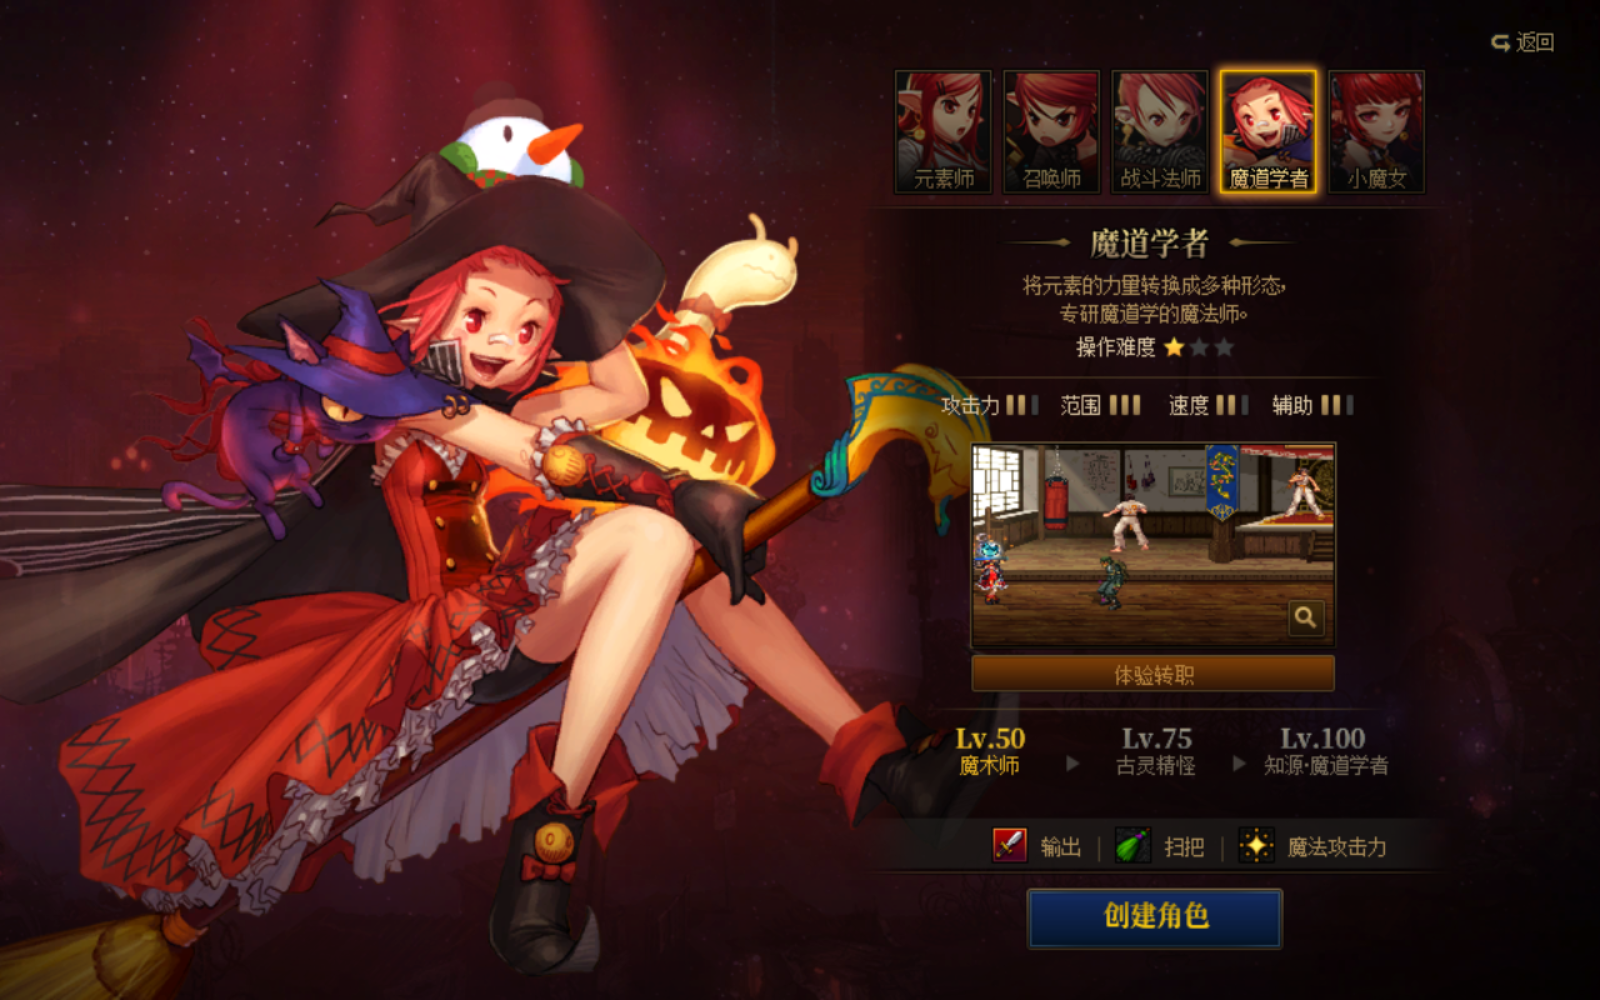 返回
元素师 召唤师 战斗法师 魔道学者 小魔女
魔道学者
将元素的力量转换成多种形态，
专研魔道学的魔法师。
操作难度
攻击力 范围 速度 辅助
体验转职
Lv.50 Lv.75 Lv.100
魔术师 古灵精怪 知源·魔道学者
输出 | 扫把 | 魔法攻击力
创建角色